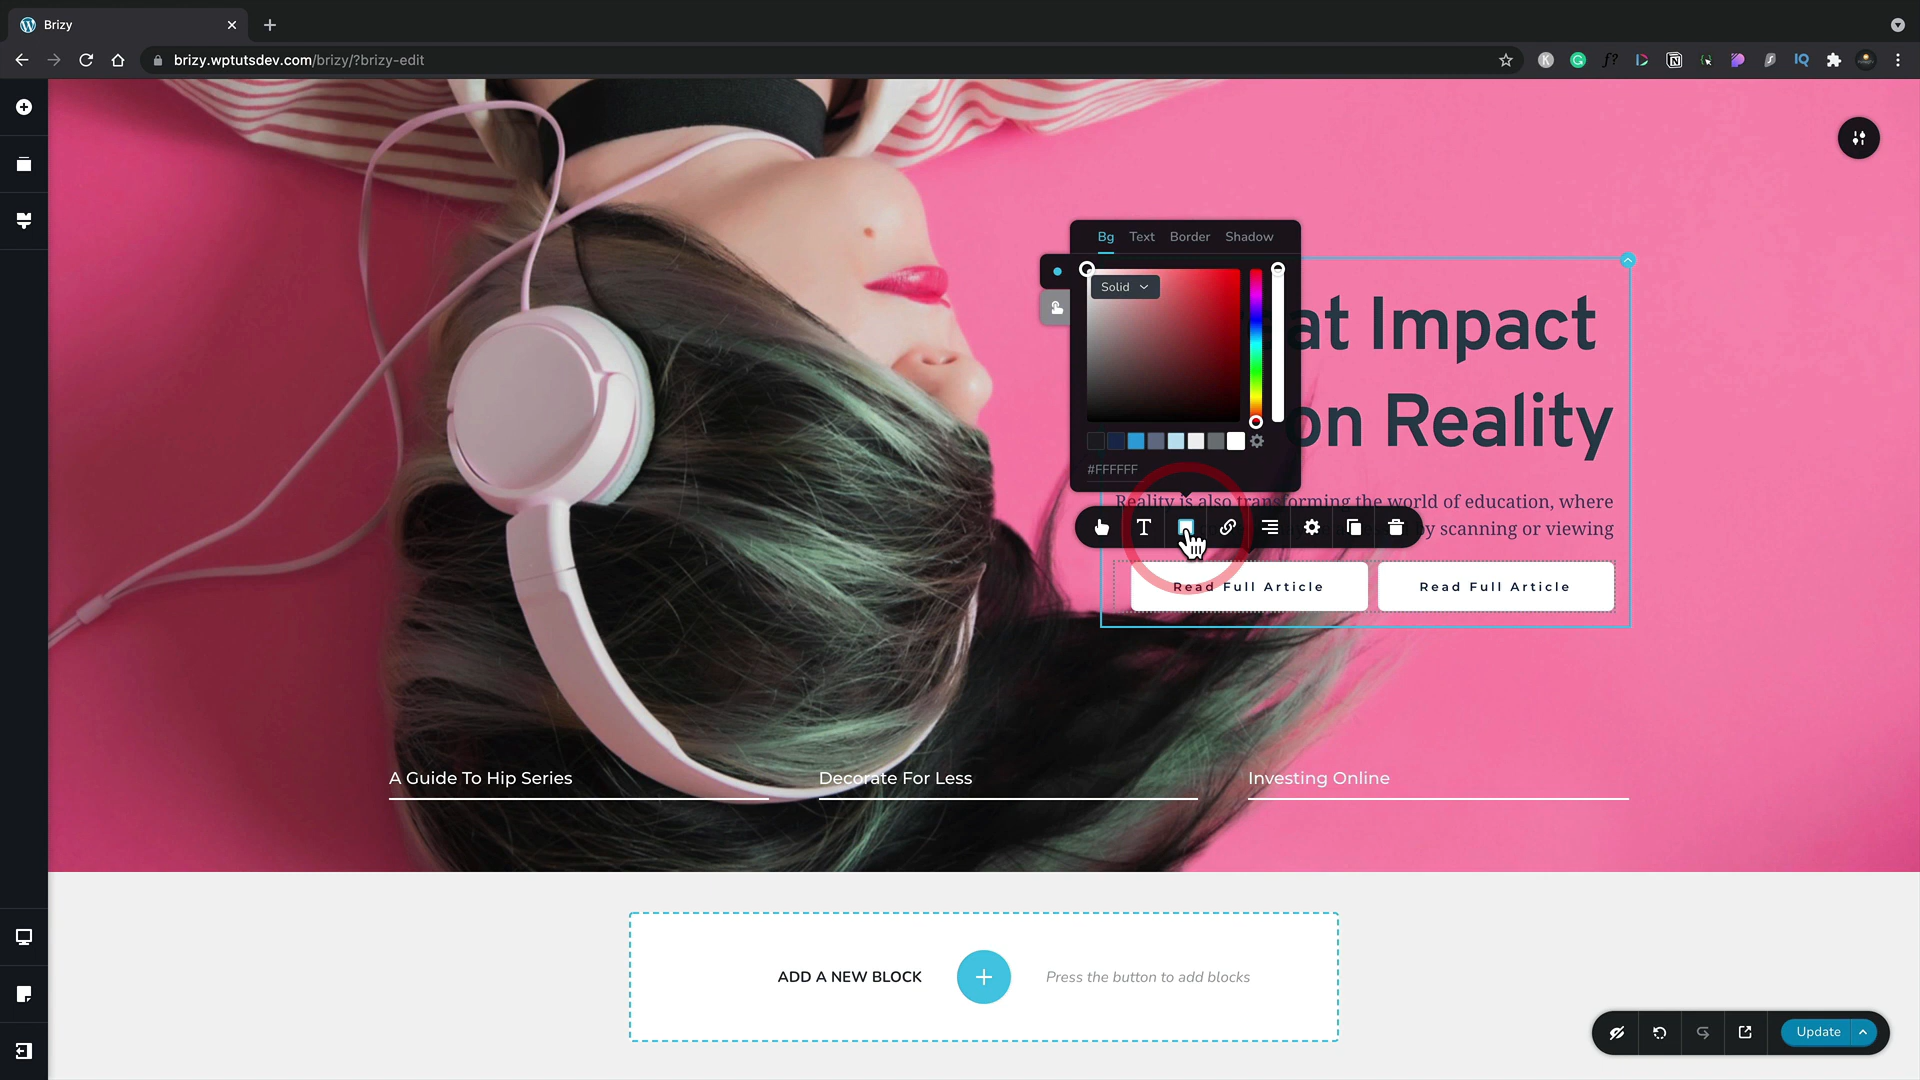 Brizy
brizy.wptutsdev.com/brizy/?brizy-edit
Bg Text Border Shadow
Solid
at Impact
on Reality
#FFFFFF
Reality is also transforming the world of education, where
by scanning or viewing
Read Full Article
Read Full Article
A Guide To Hip Series
Decorate For Less
Investing Online
ADD A NEW BLOCK
Press the button to add blocks
Update